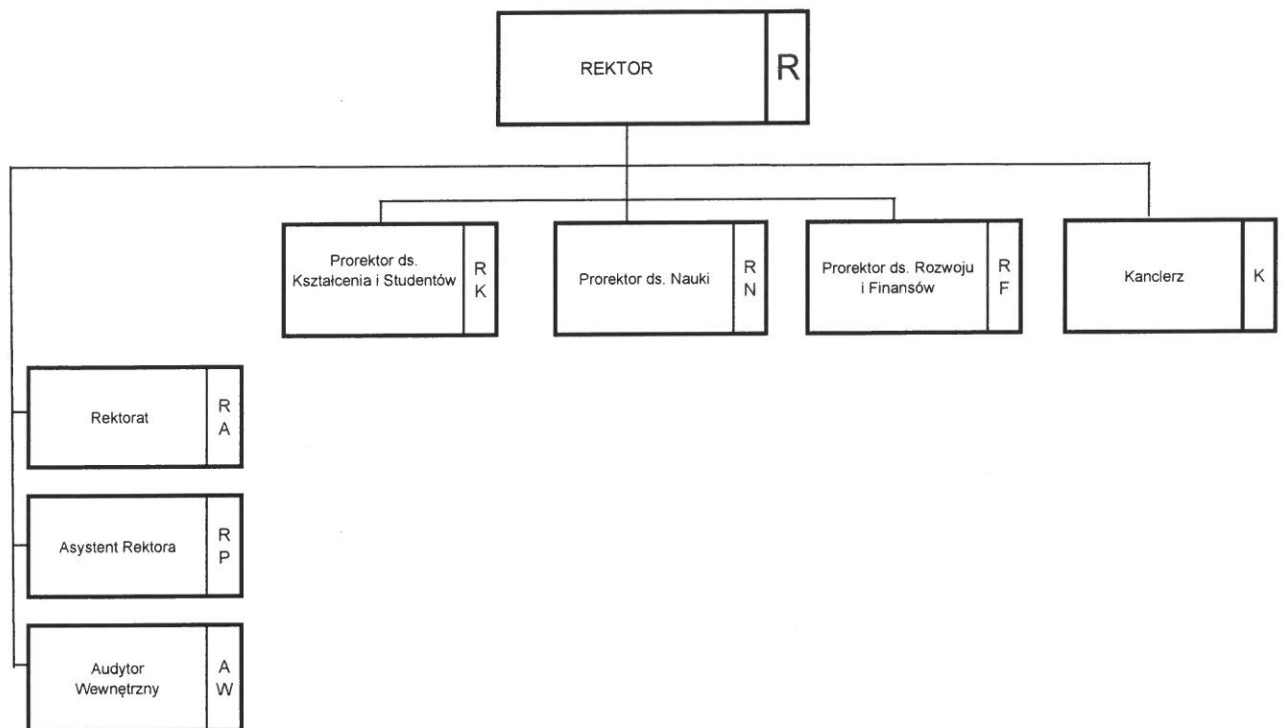 REKTOR
R
Prorektor ds.
Kształcenia i Studentów
R
K
Prorektor ds. Nauki
R
N
Prorektor ds. Rozwoju
i Finansów
R
F
Kanclerz
K
Rektorat
R
A
Asystent Rektora
R
P
Audytor
Wewnętrzny
A
W